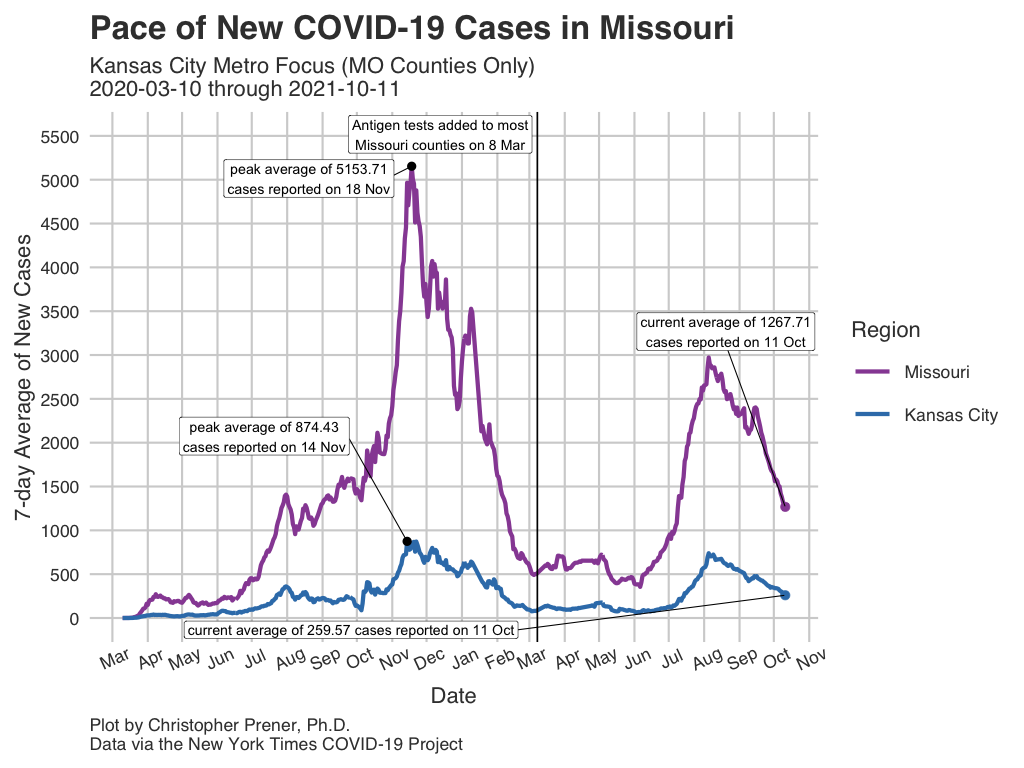 Pace of New COVID-19 Cases in Missouri
Kansas City Metro Focus (MO Counties Only)
2020-03-10 through 2021-10-11
Antigen tests added to most
Missouri counties on 8 Mar
peak average of 5153.71
cases reported on 18 Nov
current average of 1267.71
cases reported on 11 Oct
peak average of 874.43
cases reported on 14 Nov
current average of 259.57 cases reported on 11 Oct
7-day Average of New Cases
5500
5000
4500
4000
3500
3000
2500
2000
1500
1000
500
0
Mar Apr May Jun Jul Aug Sep Oct Nov Dec Jan Feb Mar Apr May Jun Jul Aug Sep Oct Nov
Date
Region
Missouri
Kansas City
Plot by Christopher Prener, Ph.D.
Data via the New York Times COVID-19 Project